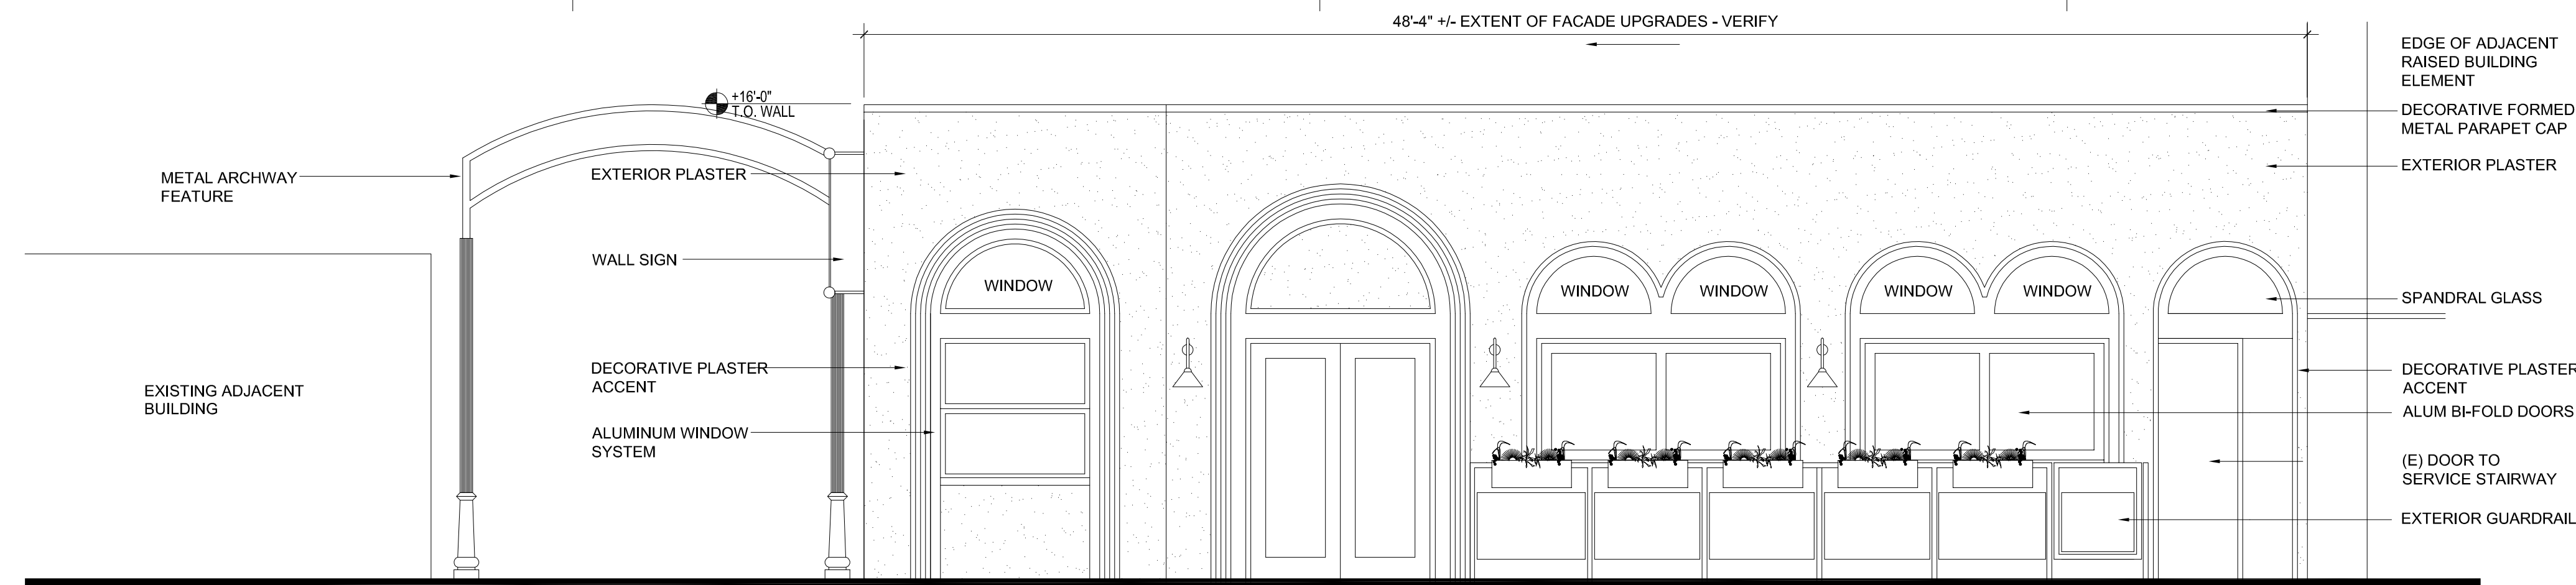 48'-4" +/- EXTENT OF FACADE UPGRADES - VERIFY
EDGE OF ADJACENT
RAISED BUILDING
ELEMENT
+16'-0"
T.O. WALL
DECORATIVE FORMED
METAL PARAPET CAP
METAL ARCHWAY
FEATURE
EXTERIOR PLASTER
EXTERIOR PLASTER
WALL SIGN
WINDOW
WINDOW
WINDOW
WINDOW
WINDOW
SPANDRAL GLASS
DECORATIVE PLASTER
ACCENT
DECORATIVE PLASTER
ACCENT
EXISTING ADJACENT
BUILDING
ALUM BI-FOLD DOORS
ALUMINUM WINDOW
SYSTEM
(E) DOOR TO
SERVICE STAIRWAY
EXTERIOR GUARDRAIL